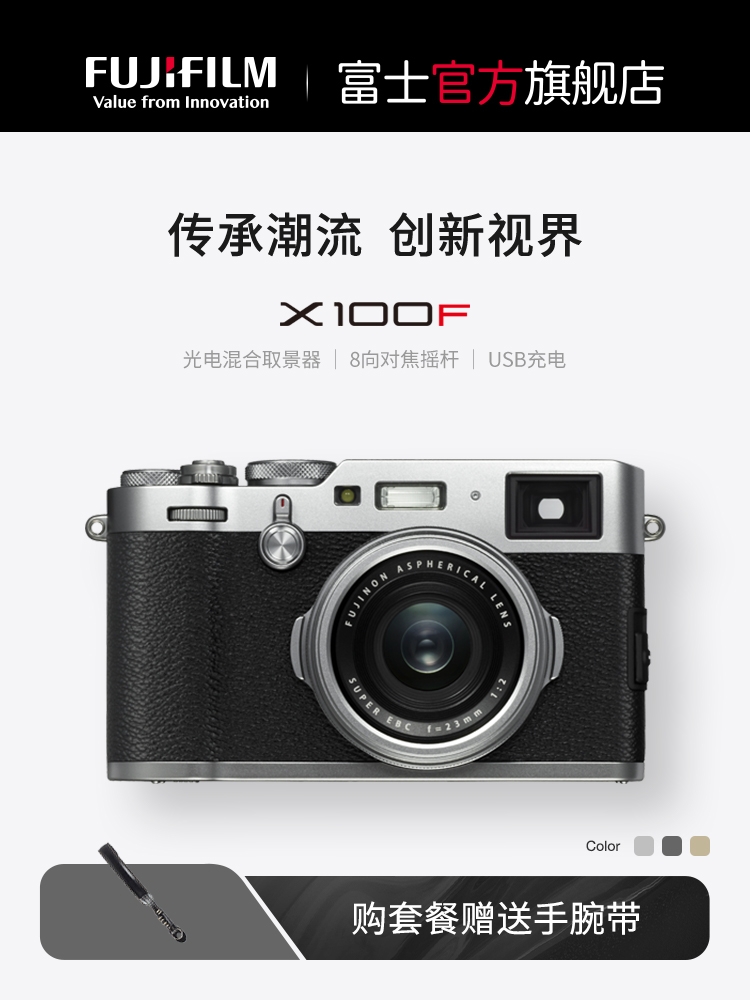 FUJIFILM
Value from Innovation
富士官方旗舰店
传承潮流 创新视界
X100F
光电混合取景器 | 8向对焦摇杆 | USB充电
FUJINON ASPHERICAL LENS
SUPER EBC f=23mm 1:2
Color
购套餐赠送手腕带